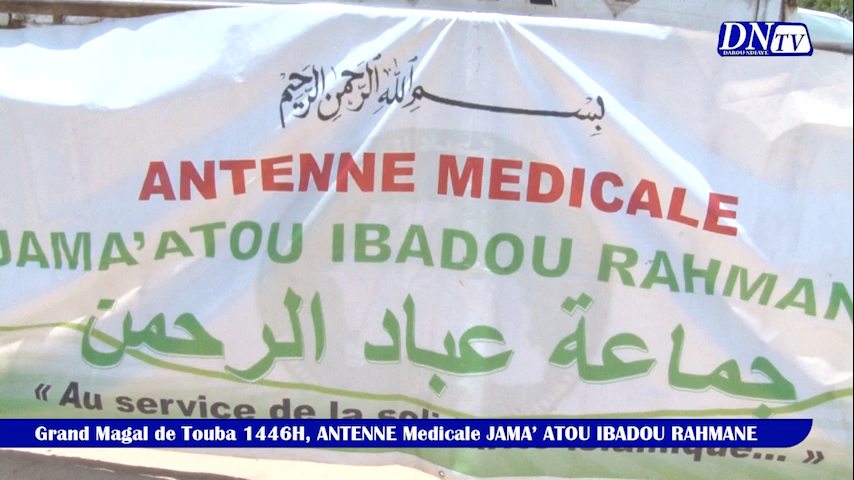 DNTV
DAROU NDIAYE
بسم الله الرحمن الرحيم
ANTENNE MEDICALE
JAMA'ATOU IBADOU RAHMAN
جماعة عباد الرحمن
« Au service de la
Grand Magal de Touba 1446H, ANTENNE Medicale JAMA' ATOU IBADOU RAHMANE
islamique... »